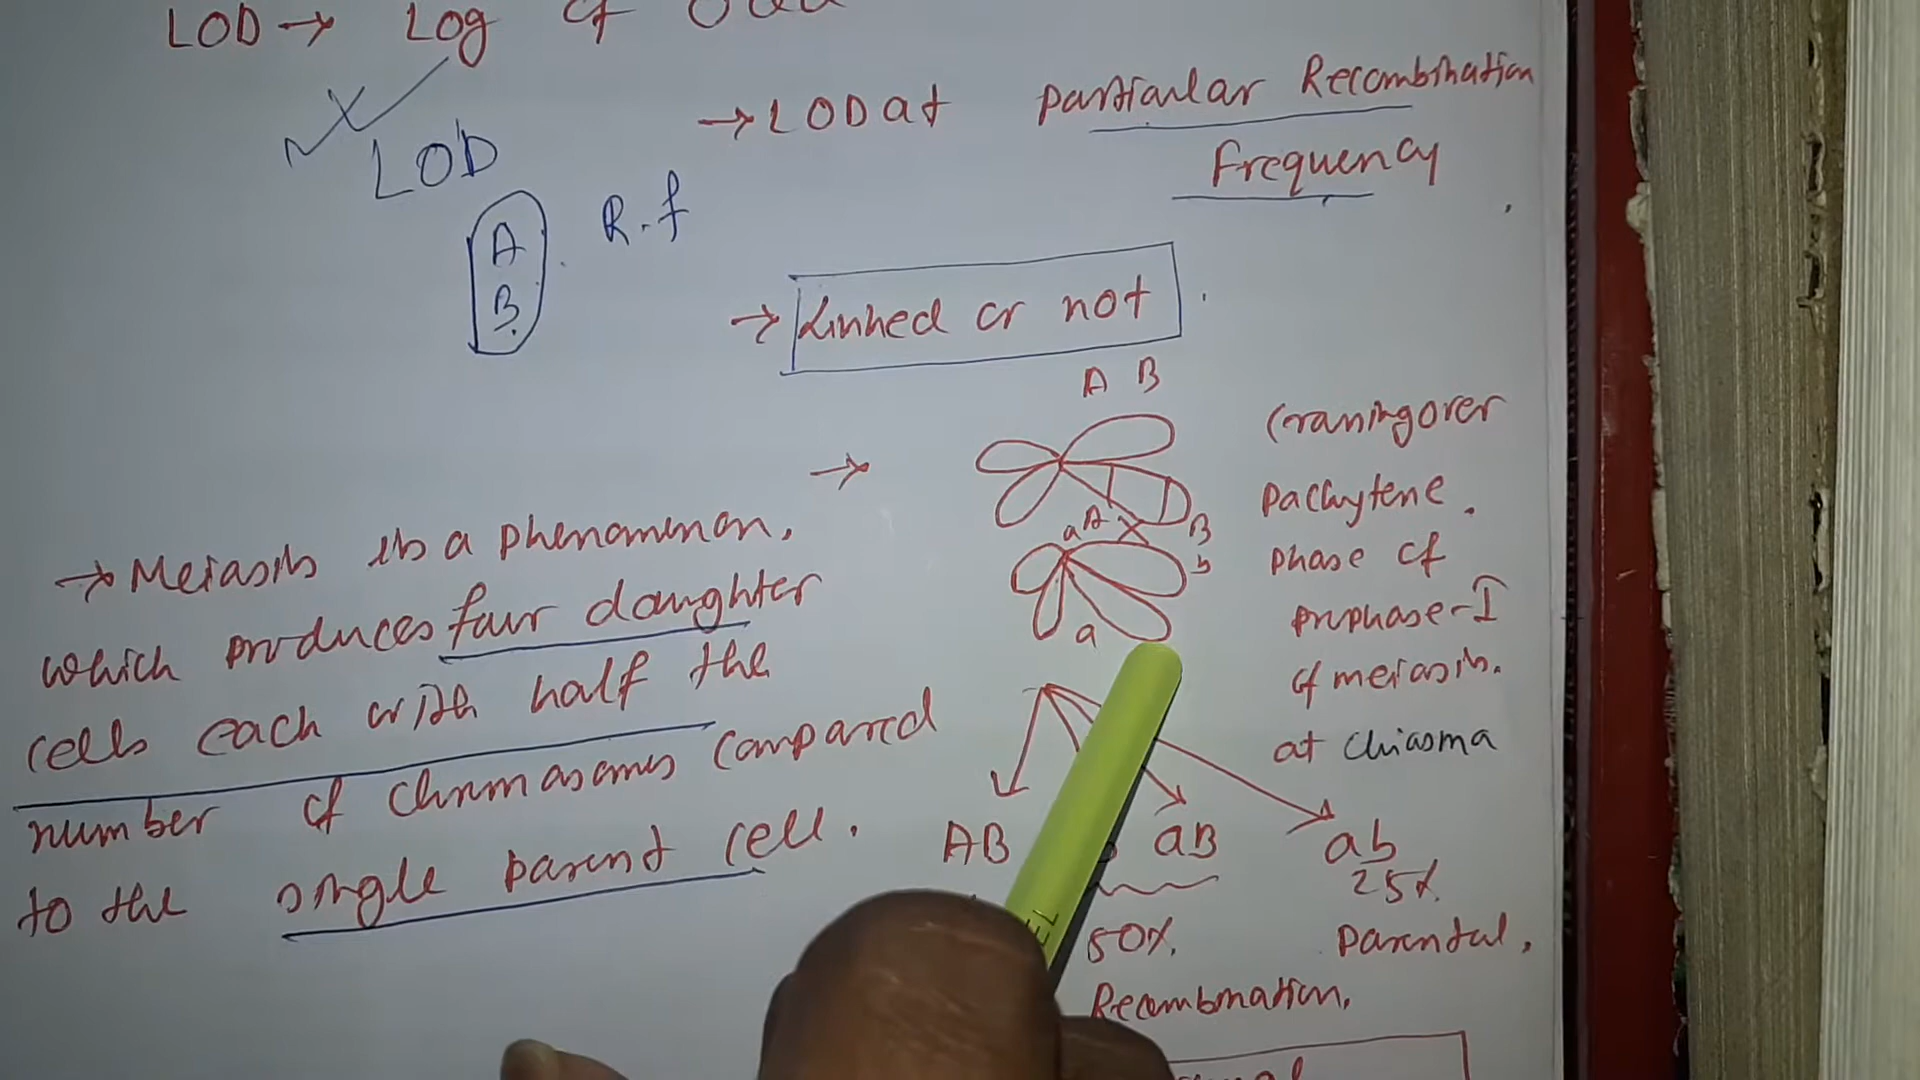 LOD → Log of Odd
→ LOD at particular Recombination
Frequency
LOD
A
B
R.f
→ Linked or not
A B
→
a A B
b
a
Crossingover
pachytene
phase of
prophase-I
of meiosis.
at Chiasma
→ Meiosis is a phenomenon.
which produces four daughter
cells each with half the
number of chromosomes compared
to the single parent cell.
AB aB ab
25%
50% parental,
Recombination,